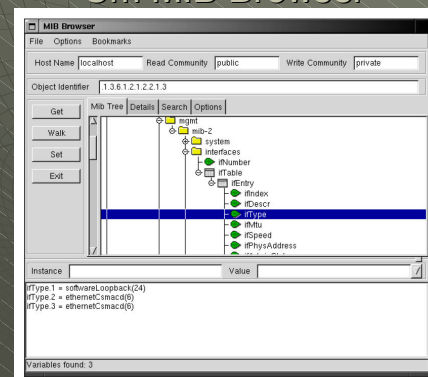 MIB Browser
File Options Bookmarks
Host Name localhost Read Community public Write Community private
Object Identifier .1.3.6.1.2.1.2.2.1.3
Get
Walk
Set
Exit
Mib Tree Details Search Options
mgmt
mib-2
system
interfaces
ifNumber
ifTable
ifEntry
ifIndex
ifDescr
ifType
ifMtu
ifSpeed
ifPhysAddress
Instance Value
ifType.1 = softwareLoopback(24)
ifType.2 = ethernetCsmacd(6)
ifType.3 = ethernetCsmacd(6)
Variables found: 3